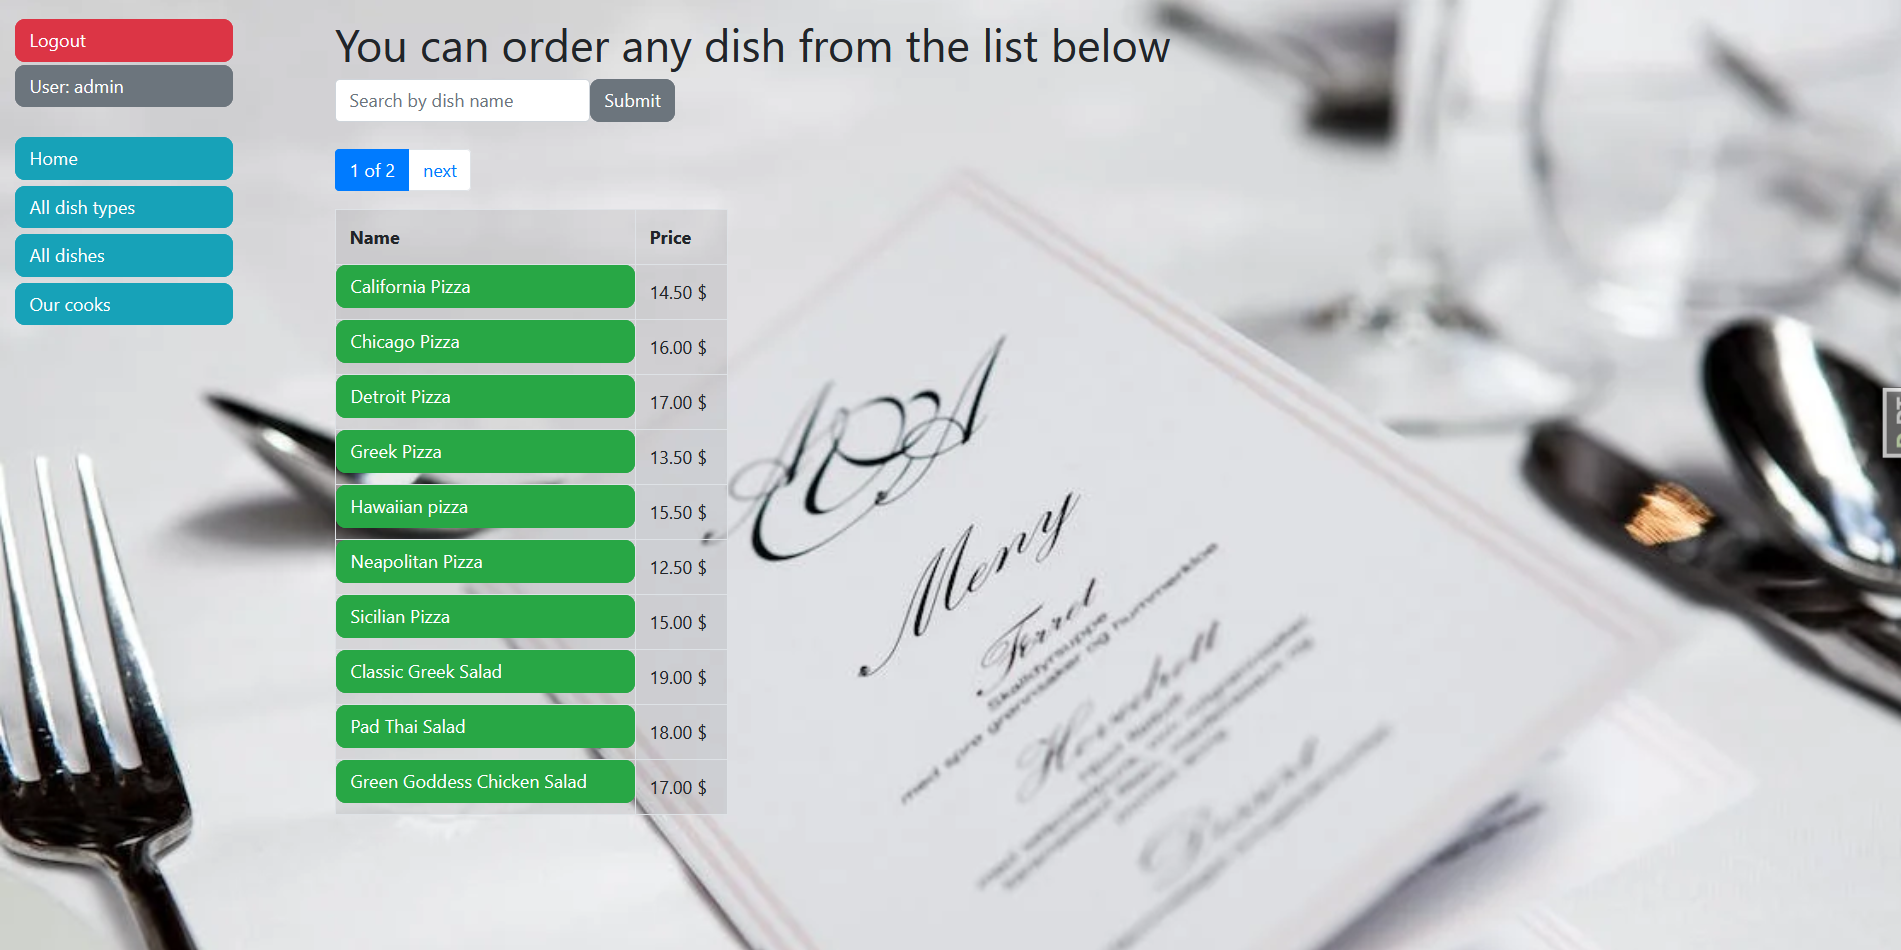 Logout
User: admin
Home
All dish types
All dishes
Our cooks
You can order any dish from the list below
Search by dish name
Submit
1 of 2 next
Name Price
California Pizza 14.50 $
Chicago Pizza 16.00 $
Detroit Pizza 17.00 $
Greek Pizza 13.50 $
Hawaiian pizza 15.50 $
Neapolitan Pizza 12.50 $
Sicilian Pizza 15.00 $
Classic Greek Salad 19.00 $
Pad Thai Salad 18.00 $
Green Goddess Chicken Salad 17.00 $
Meny
Forret
Skalldyrsuppe
Hovedrett